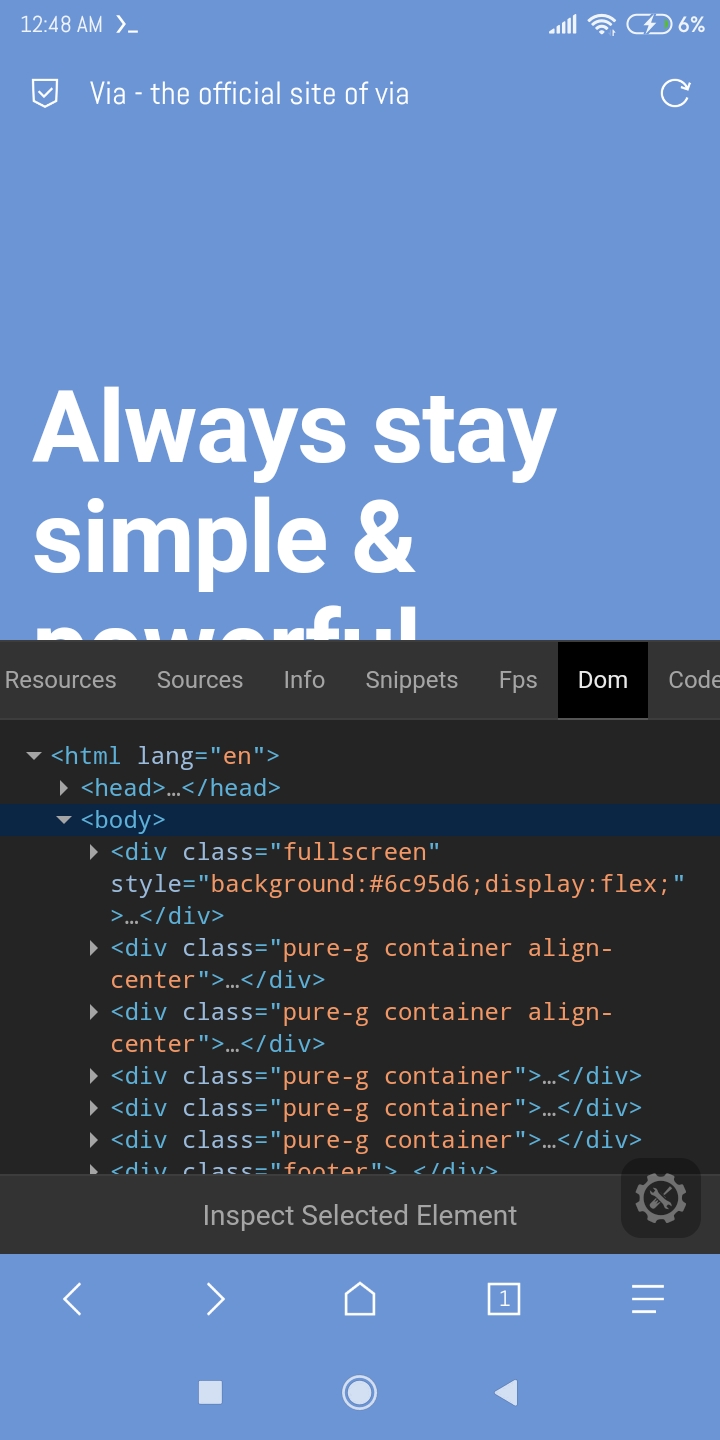 12:48 AM
6%
Via - the official site of via
Always stay
simple &
powerful
Resources Sources Info Snippets Fps Dom Code
<html lang="en">
<head>…</head>
<body>
<div class="fullscreen"
style="background:#6c95d6;display:flex;"
>…</div>
<div class="pure-g container align-
center">…</div>
<div class="pure-g container align-
center">…</div>
<div class="pure-g container">…</div>
<div class="pure-g container">…</div>
<div class="pure-g container">…</div>
<div class="footer">…</div>
Inspect Selected Element
1